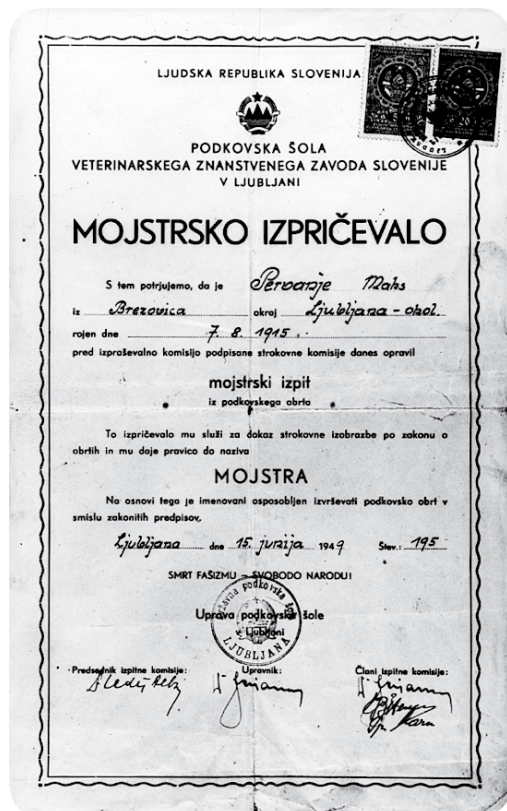 LJUDSKA REPUBLIKA SLOVENIJA
PODKOVSKA ŠOLA
VETERINARSKEGA ZNANSTVENEGA ZAVODA SLOVENIJE
V LJUBLJANI
MOJSTRSKO IZPRIČEVALO
S tem potrjujemo, da je Pervanje Maks
iz Brezovica okraj Ljubljana - okol.
rojen dne 7. 8. 1915.
pred izpraševalno komisijo podpisane strokovne komisije danes opravil
mojstrski izpit
iz podkovskega obrta
To izpričevalo mu služi za dokaz strokovne izobrazbe po zakonu o
obrtih in mu daje pravico do naziva
MOJSTRA
Na osnovi tega je imenovani osposobljen izvrševati podkovsko obrt v
smislu zakonitih predpisov.
Ljubljana dne 15. junija 1949 Štev.: 195
SMRT FAŠIZMU - SVOBODO NARODU!
Uprava podkovske šole
v Ljubljani
LJUBLJANA
Predsednik izpitne komisije: Upravnik: Člani izpitne komisije: